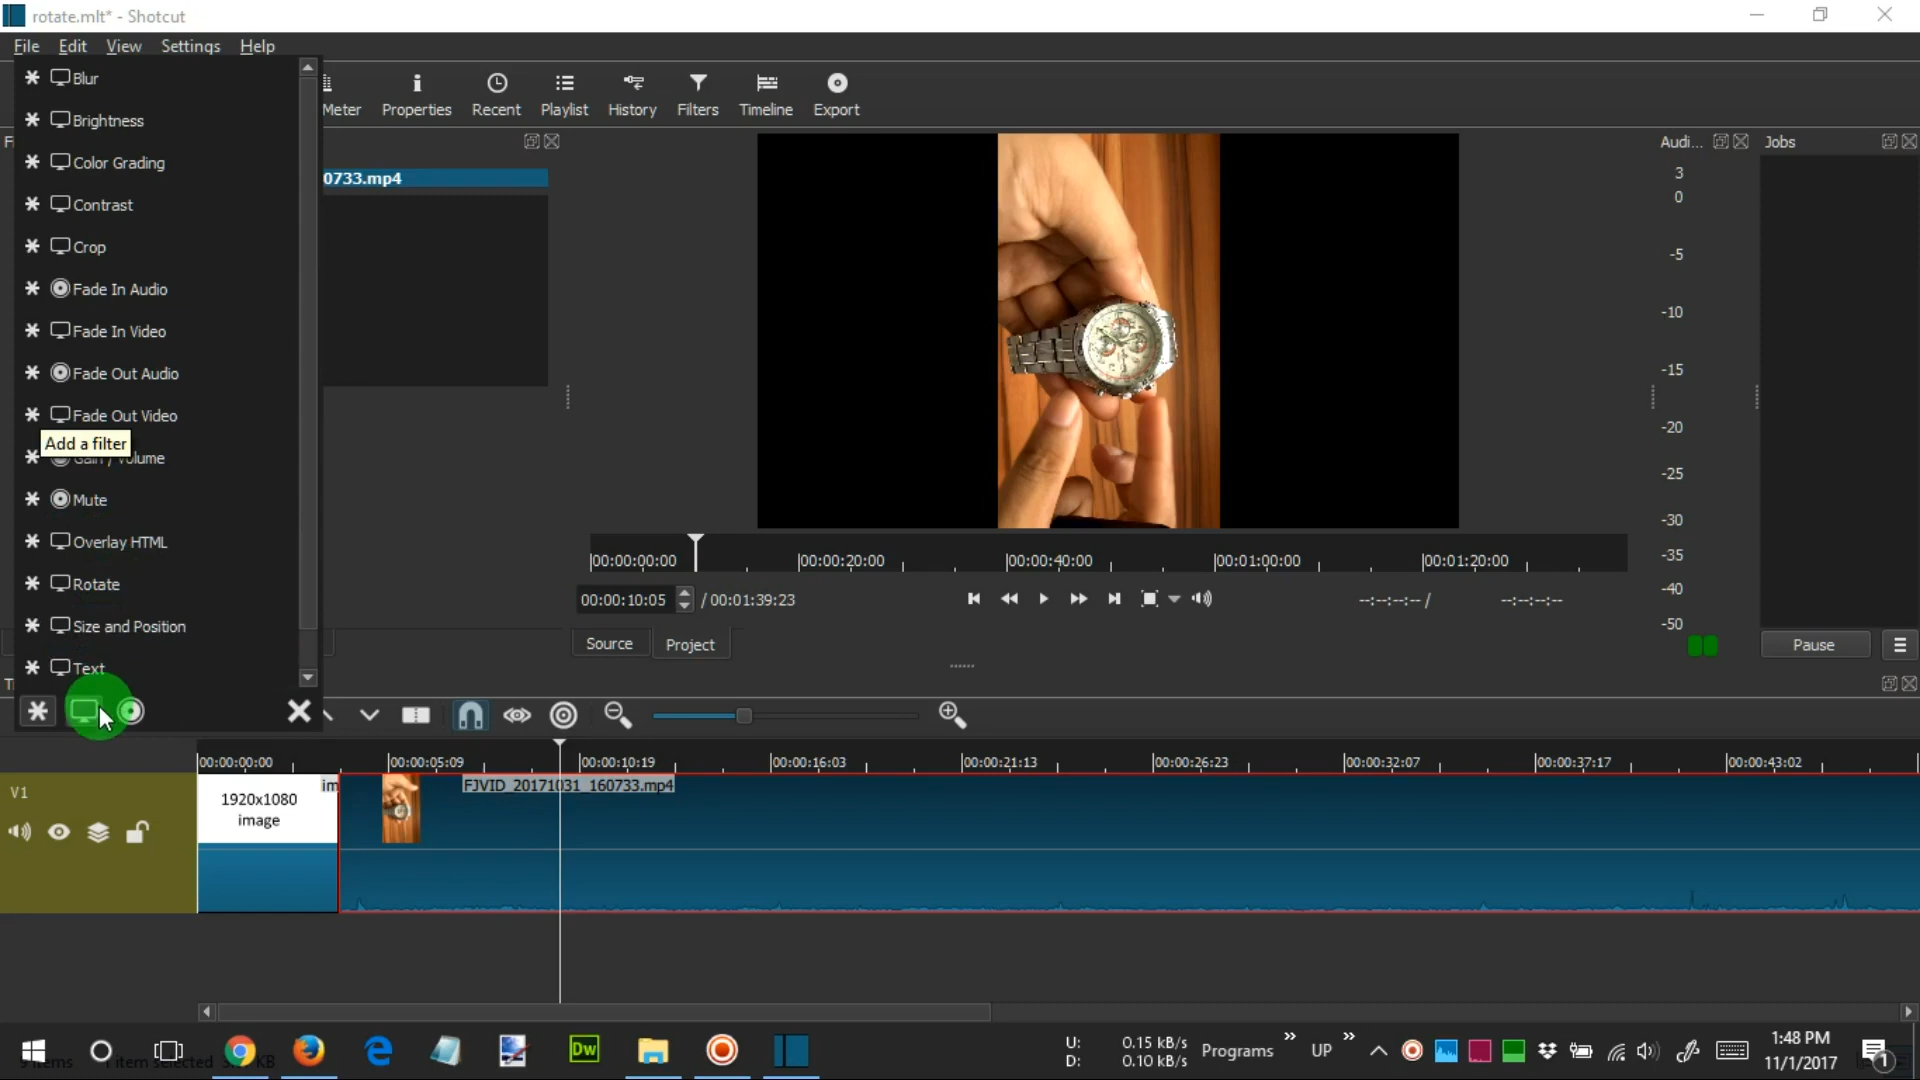 rotate.mlt* - Shotcut
File Edit View Settings Help
Meter Properties Recent Playlist History Filters Timeline Export
Blur
Brightness
Color Grading
Contrast
Crop
Fade In Audio
Fade In Video
Fade Out Audio
Fade Out Video
Add a filter
Gain / Volume
Mute
Overlay HTML
Rotate
Size and Position
Text
0733.mp4
00:00:00:00 00:00:20:00 00:00:40:00 00:01:00:00 00:01:20:00
00:00:10:05 / 00:01:39:23 --:--:--:-- / --:--:--:--
Source Project
Audi...
3
0
-5
-10
-15
-20
-25
-30
-35
-40
-50
Jobs
Pause
00:00:00:00 00:00:05:09 00:00:10:19 00:00:16:03 00:00:21:13 00:00:26:23 00:00:32:07 00:00:37:17 00:00:43:02
V1
im
1920x1080
image
FJVID_20171031_160733.mp4
items 1 item selected KB
Dw
U: 0.15 kB/s
D: 0.10 kB/s
Programs » UP »
1:48 PM
11/1/2017
1